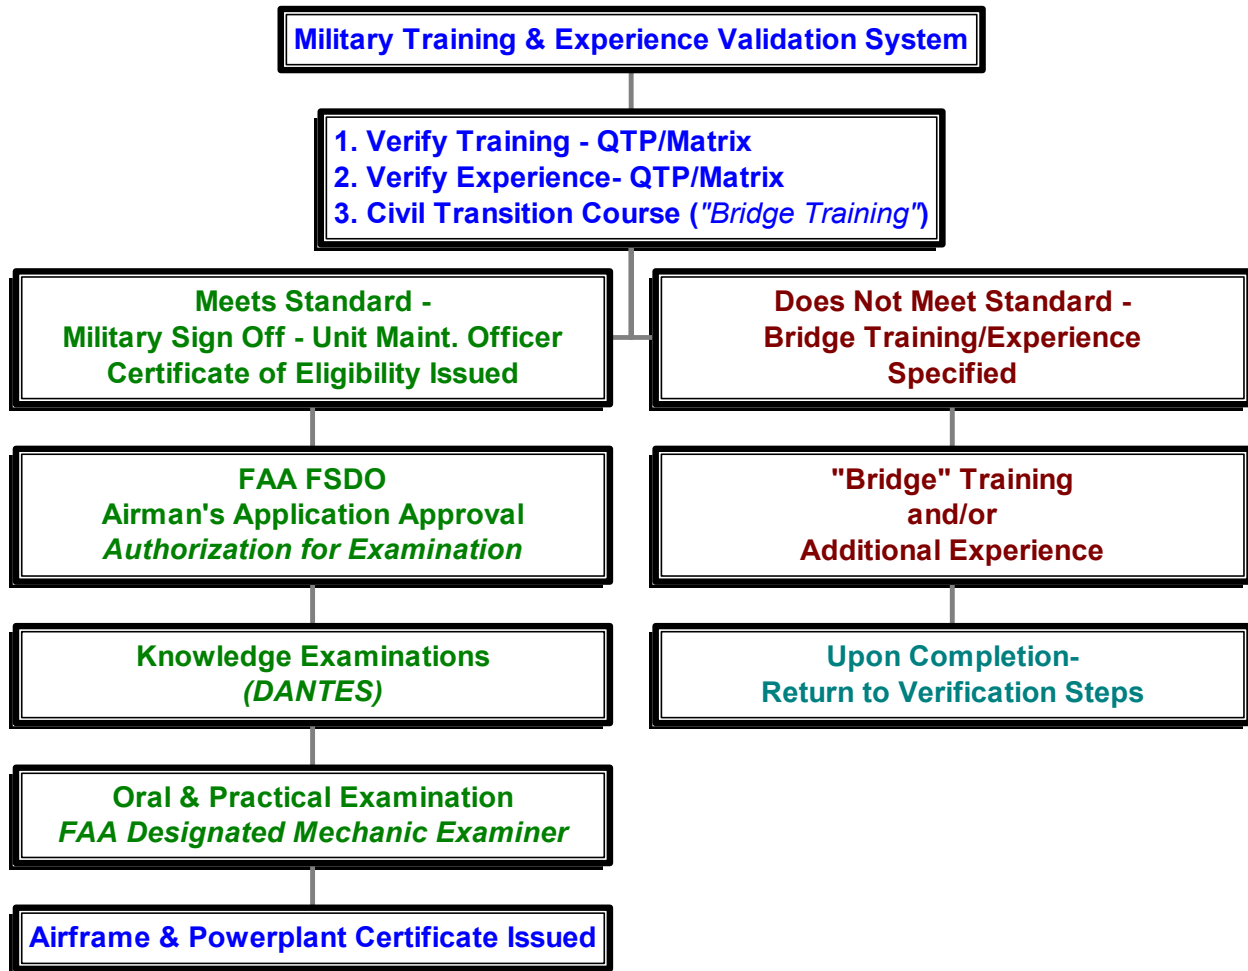 Military Training & Experience Validation System
1. Verify Training - QTP/Matrix
2. Verify Experience- QTP/Matrix
3. Civil Transition Course ("Bridge Training")
Meets Standard -
Military Sign Off - Unit Maint. Officer
Certificate of Eligibility Issued
Does Not Meet Standard -
Bridge Training/Experience
Specified
FAA FSDO
Airman's Application Approval
Authorization for Examination
"Bridge" Training
and/or
Additional Experience
Knowledge Examinations
(DANTES)
Upon Completion-
Return to Verification Steps
Oral & Practical Examination
FAA Designated Mechanic Examiner
Airframe & Powerplant Certificate Issued